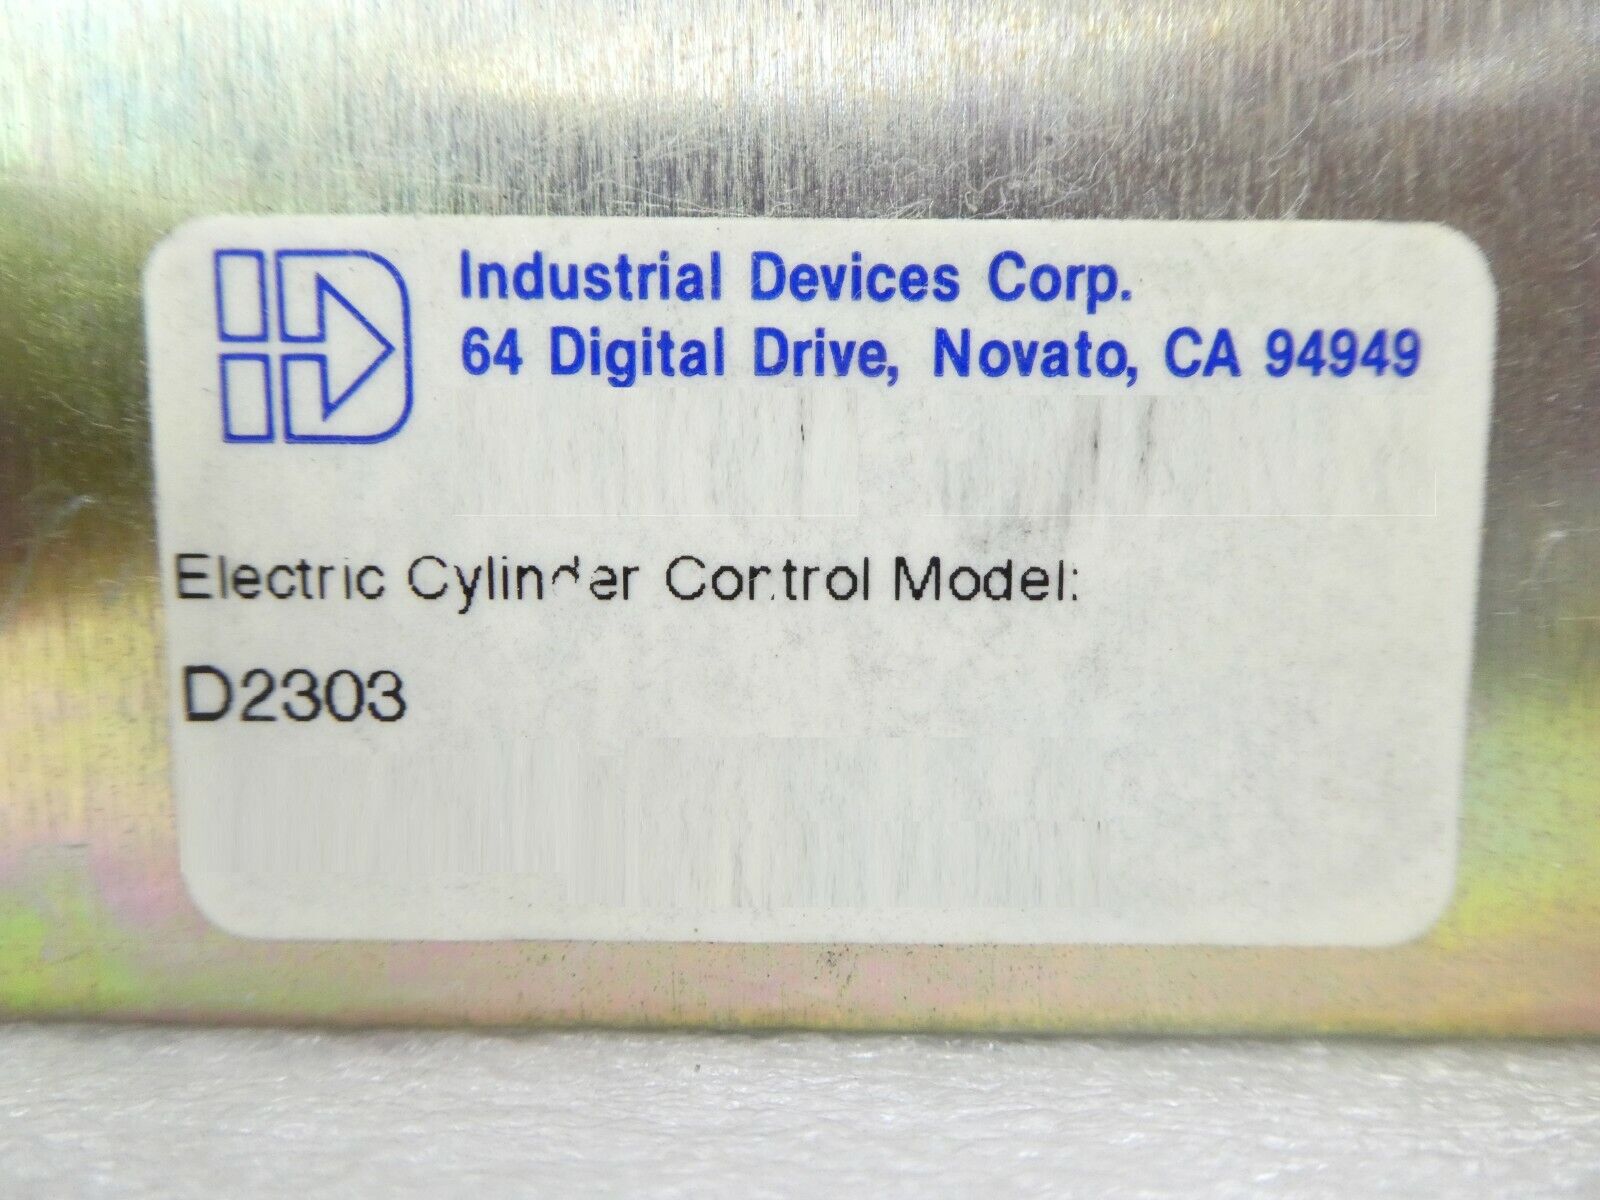 Industrial Devices Corp.
64 Digital Drive, Novato, CA 94949
Electric Cylinder Control Model:
D2303